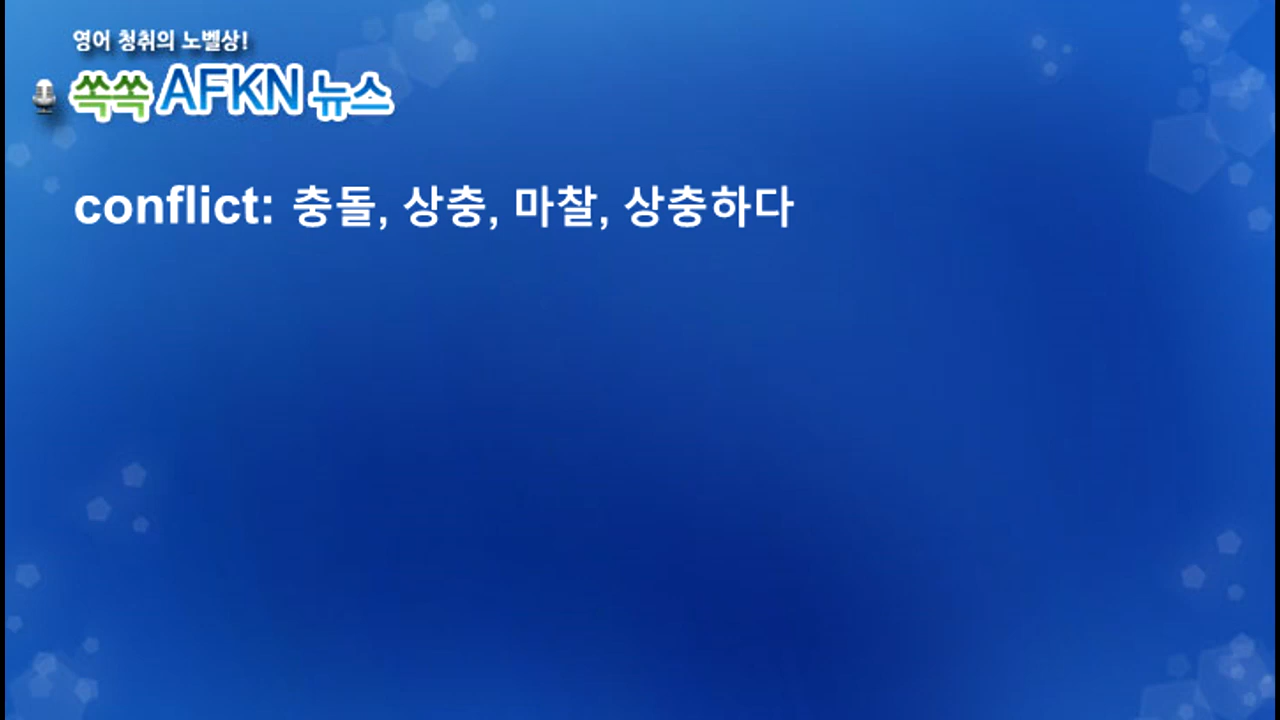 영어 청취의 노벨상!
쏙쏙 AFKN 뉴스
conflict: 충돌, 상충, 마찰, 상충하다